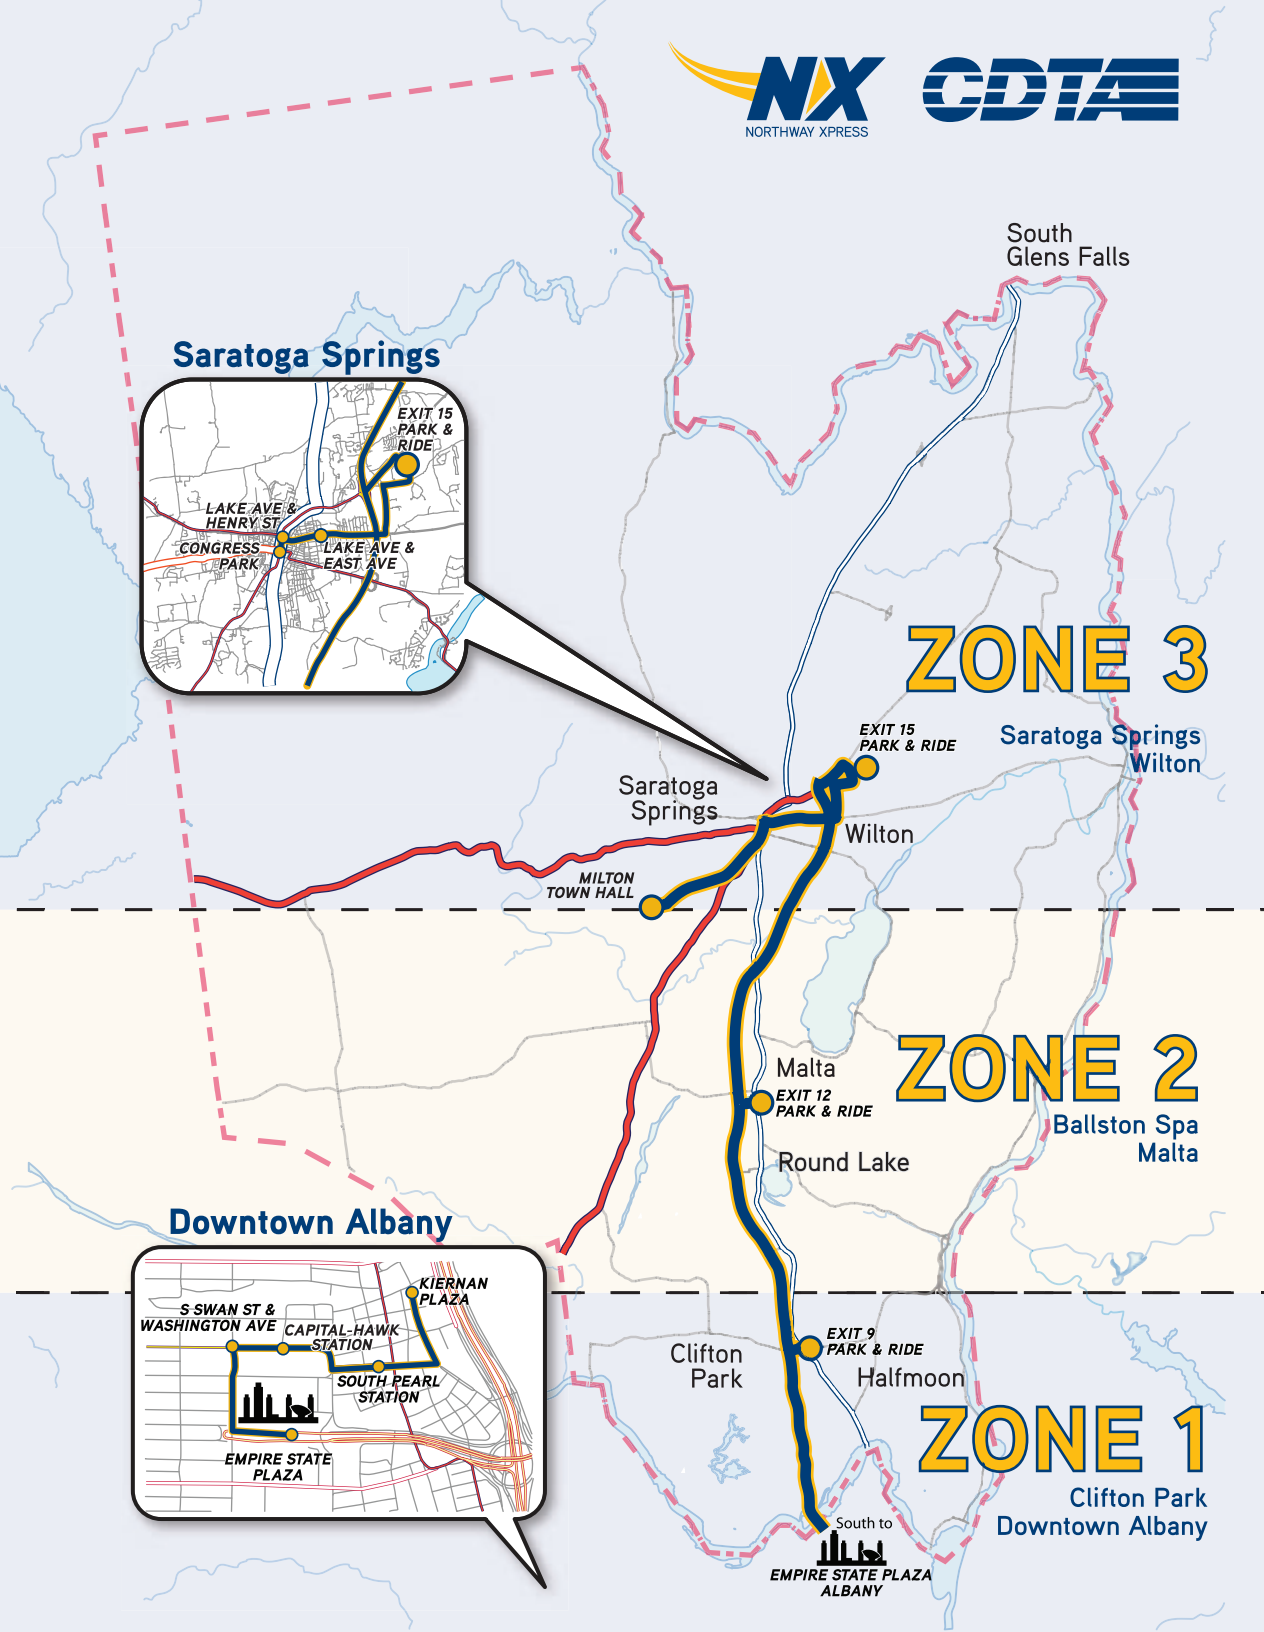 NX
NORTHWAY XPRESS
CDTA
South
Glens Falls
Saratoga Springs
EXIT 15
PARK &
RIDE
LAKE AVE &
HENRY ST
CONGRESS
PARK
LAKE AVE &
EAST AVE
ZONE 3
Saratoga Springs
Wilton
EXIT 15
PARK & RIDE
Saratoga
Springs
Wilton
MILTON
TOWN HALL
ZONE 2
Ballston Spa
Malta
Malta
EXIT 12
PARK & RIDE
Round Lake
Downtown Albany
KIERNAN
PLAZA
S SWAN ST &
WASHINGTON AVE
CAPITAL-HAWK
STATION
SOUTH PEARL
STATION
EMPIRE STATE
PLAZA
EXIT 9
PARK & RIDE
Clifton
Park
Halfmoon
ZONE 1
Clifton Park
Downtown Albany
South to
EMPIRE STATE PLAZA
ALBANY